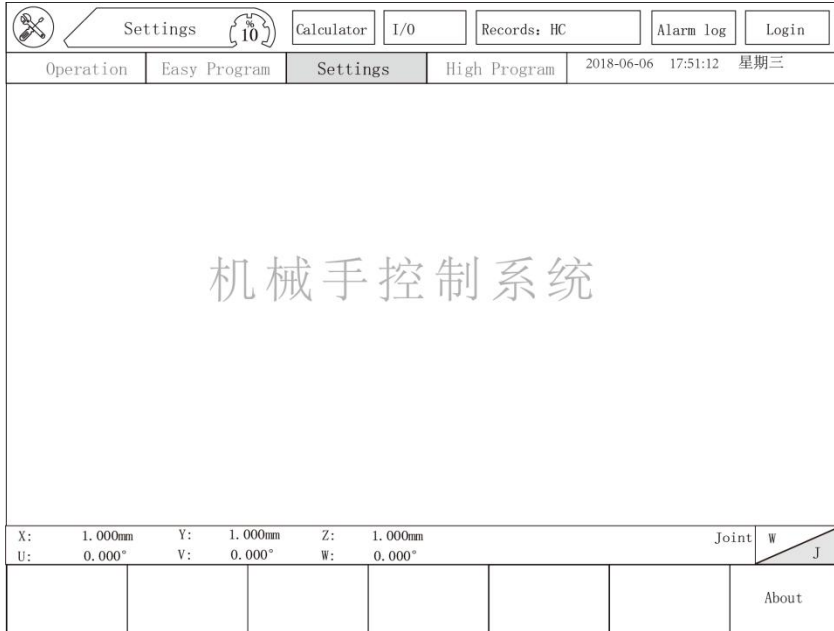 Settings % 10 Calculator I/O Records: HC Alarm log Login
Operation Easy Program Settings High Program 2018-06-06 17:51:12 星期三
机械手控制系统
X: 1.000mm Y: 1.000mm Z: 1.000mm Joint W
U: 0.000° V: 0.000° W: 0.000° J
About